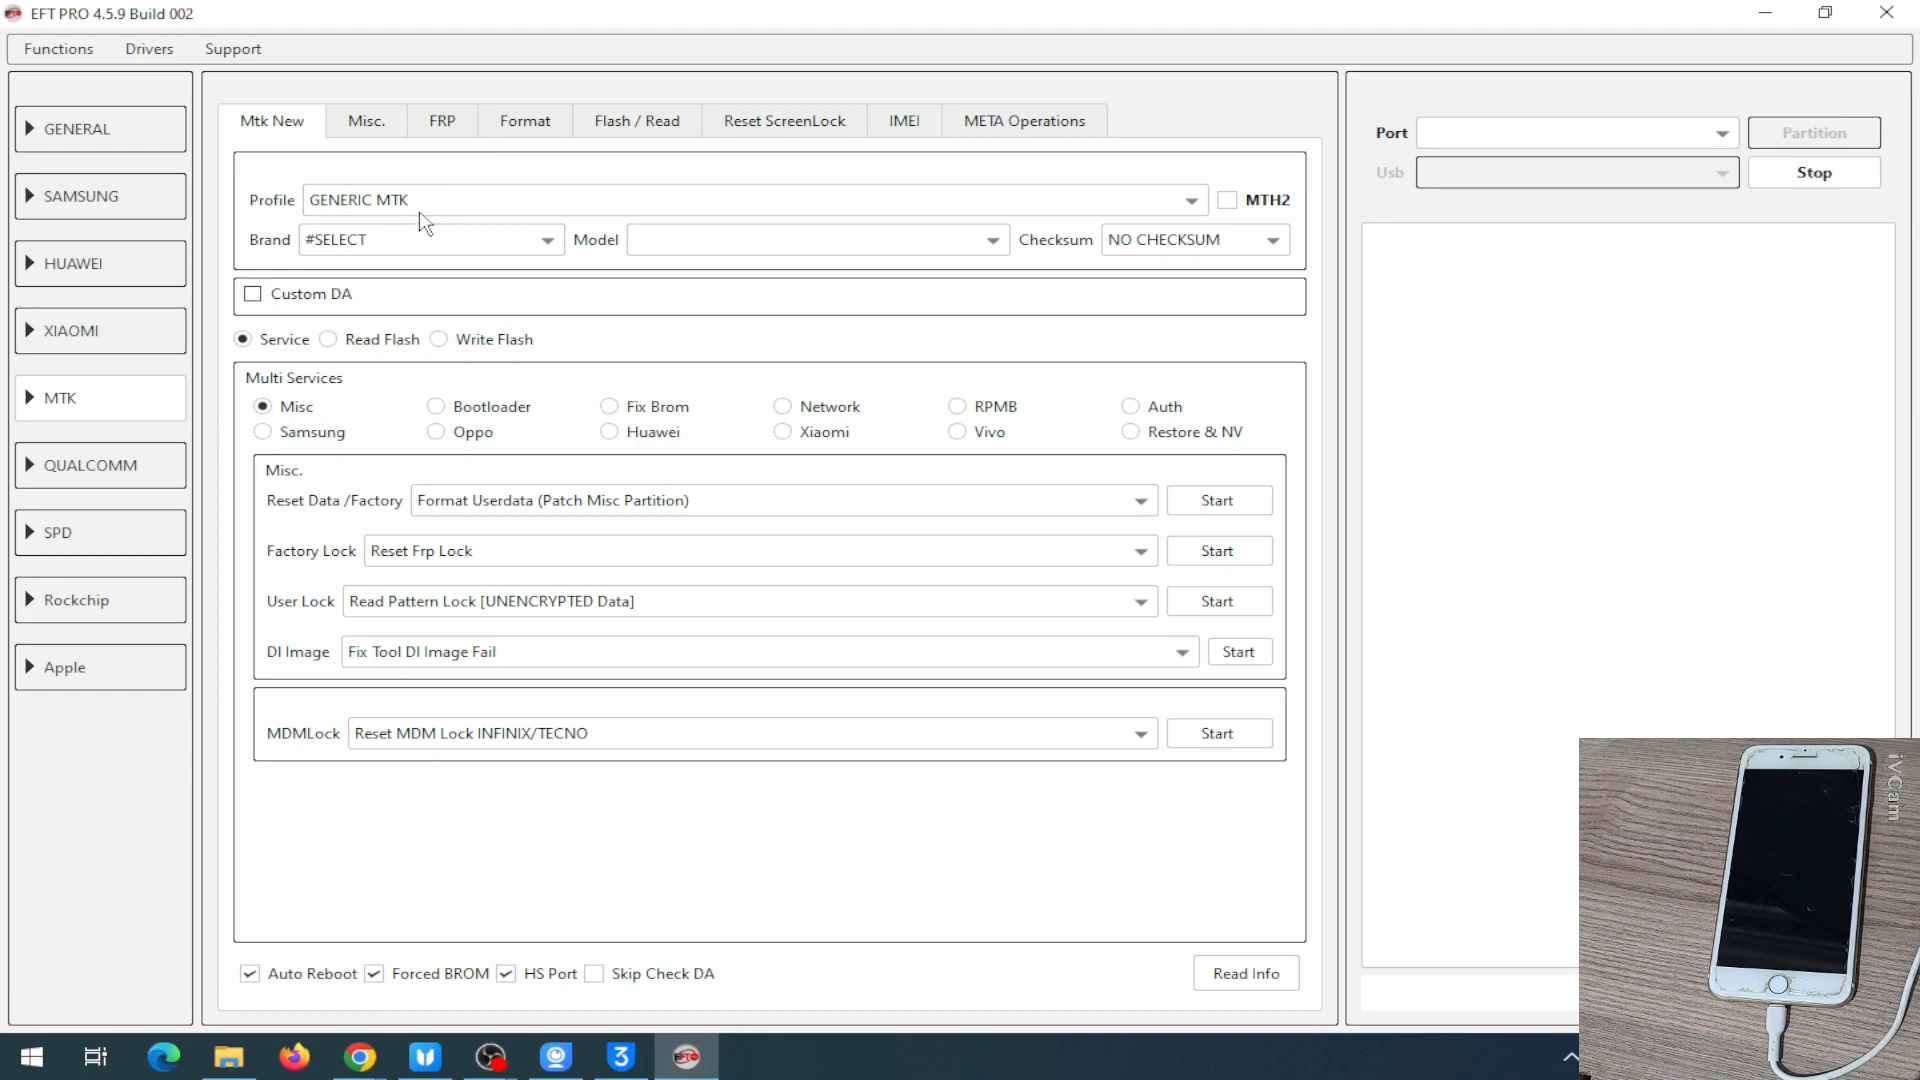 EFT PRO 4.5.9 Build 002
Functions Drivers Support
GENERAL
SAMSUNG
HUAWEI
XIAOMI
MTK
QUALCOMM
SPD
Rockchip
Apple
Mtk New Misc. FRP Format Flash / Read Reset ScreenLock IMEI META Operations
Profile GENERIC MTK MTH2
Brand #SELECT Model Checksum NO CHECKSUM
Custom DA
Service Read Flash Write Flash
Multi Services
Misc Bootloader Fix Brom Network RPMB Auth
Samsung Oppo Huawei Xiaomi Vivo Restore & NV
Misc.
Reset Data /Factory Format Userdata (Patch Misc Partition) Start
Factory Lock Reset Frp Lock Start
User Lock Read Pattern Lock [UNENCRYPTED Data] Start
DI Image Fix Tool DI Image Fail Start
MDMLock Reset MDM Lock INFINIX/TECNO Start
Auto Reboot Forced BROM HS Port Skip Check DA Read Info
Port Partition
Usb Stop
iVCam
3
EFT